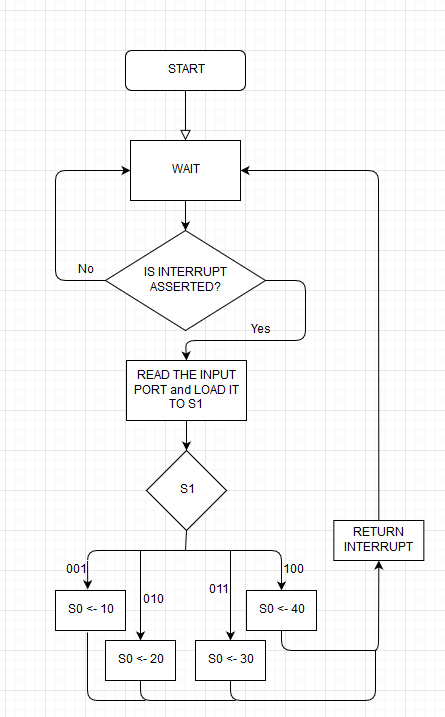 START
WAIT
IS INTERRUPT
ASSERTED?
No
Yes
READ THE INPUT
PORT and LOAD IT
TO S1
S1
RETURN
INTERRUPT
001
010
011
100
S0 <- 10
S0 <- 40
S0 <- 20
S0 <- 30